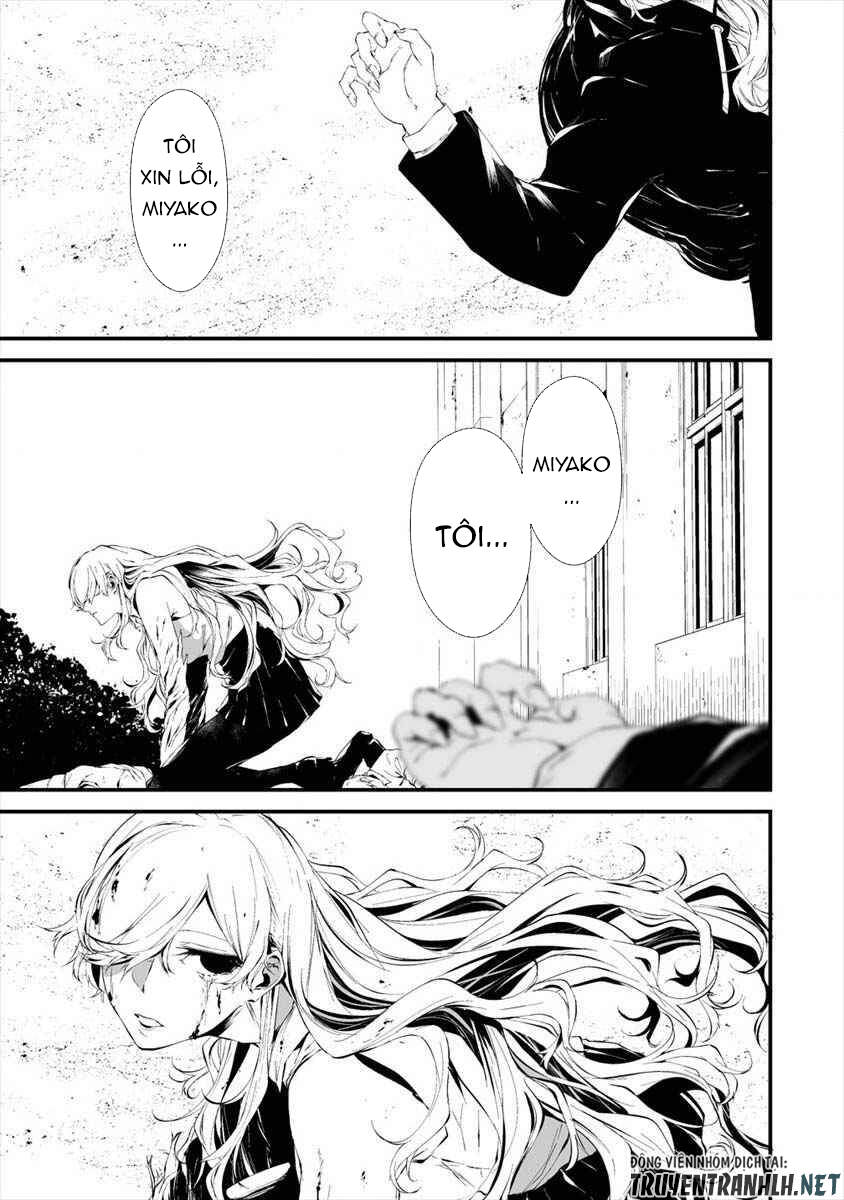 TÔI
XIN LỖI,
MIYAKO
...
MIYAKO
...
TÔI...
ĐỘNG VIÊN NHÓM DỊCH TẠI:
TRUYENTRANHLH.NET